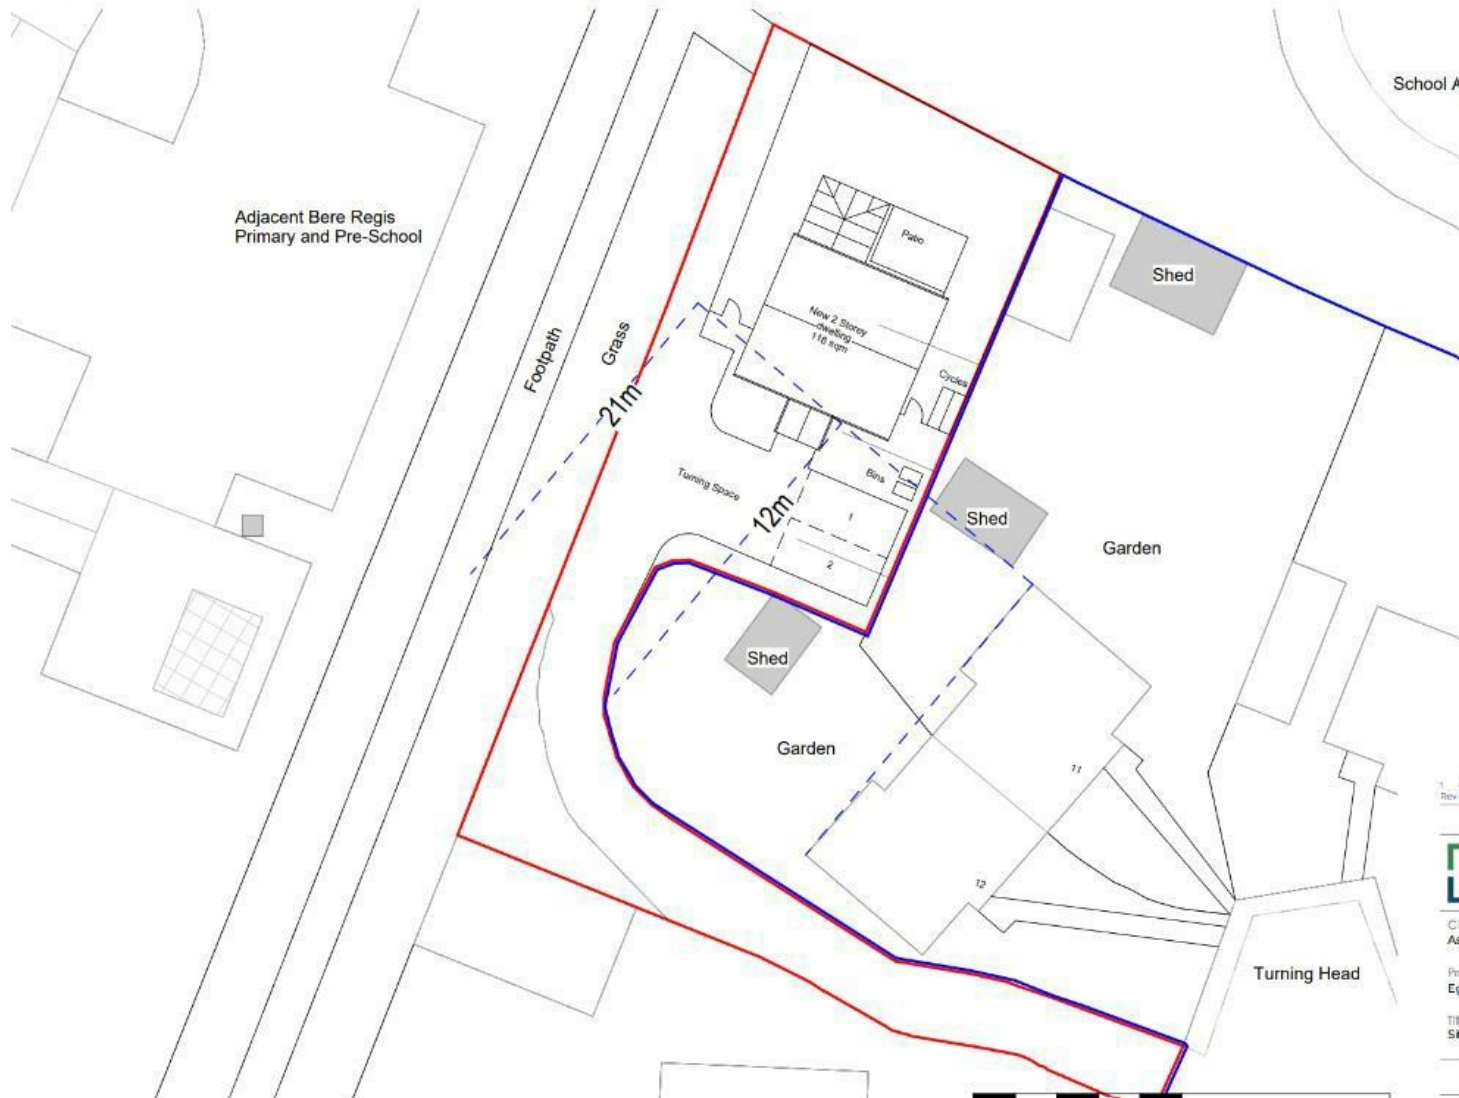 School A
Adjacent Bere Regis
Primary and Pre-School
Patio
Shed
New 2 Storey
dwelling
116 sqm
Footpath
Grass
Cycles
21m
Turning Space
Bins
12m
1
2
Shed
Garden
Shed
Garden
11
12
Turning Head